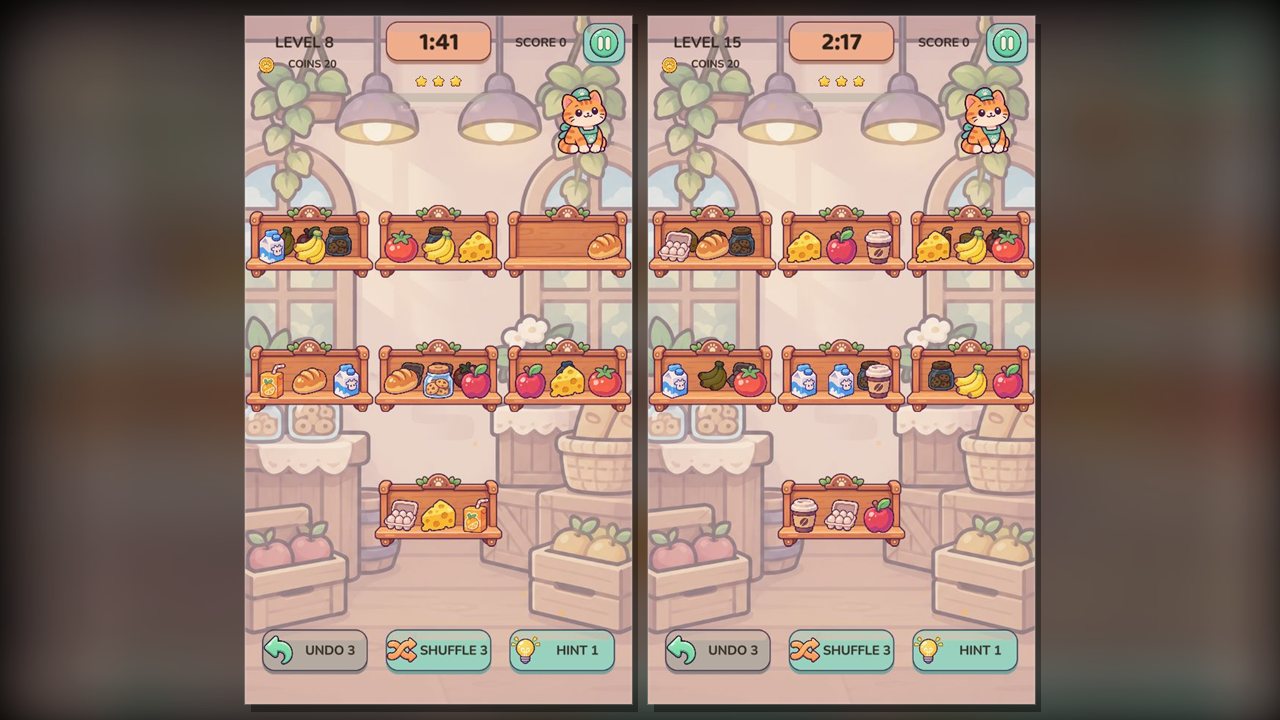 LEVEL 8
1:41
SCORE 0
COINS 20
UNDO 3
SHUFFLE 3
HINT 1
LEVEL 15
2:17
SCORE 0
COINS 20
UNDO 3
SHUFFLE 3
HINT 1